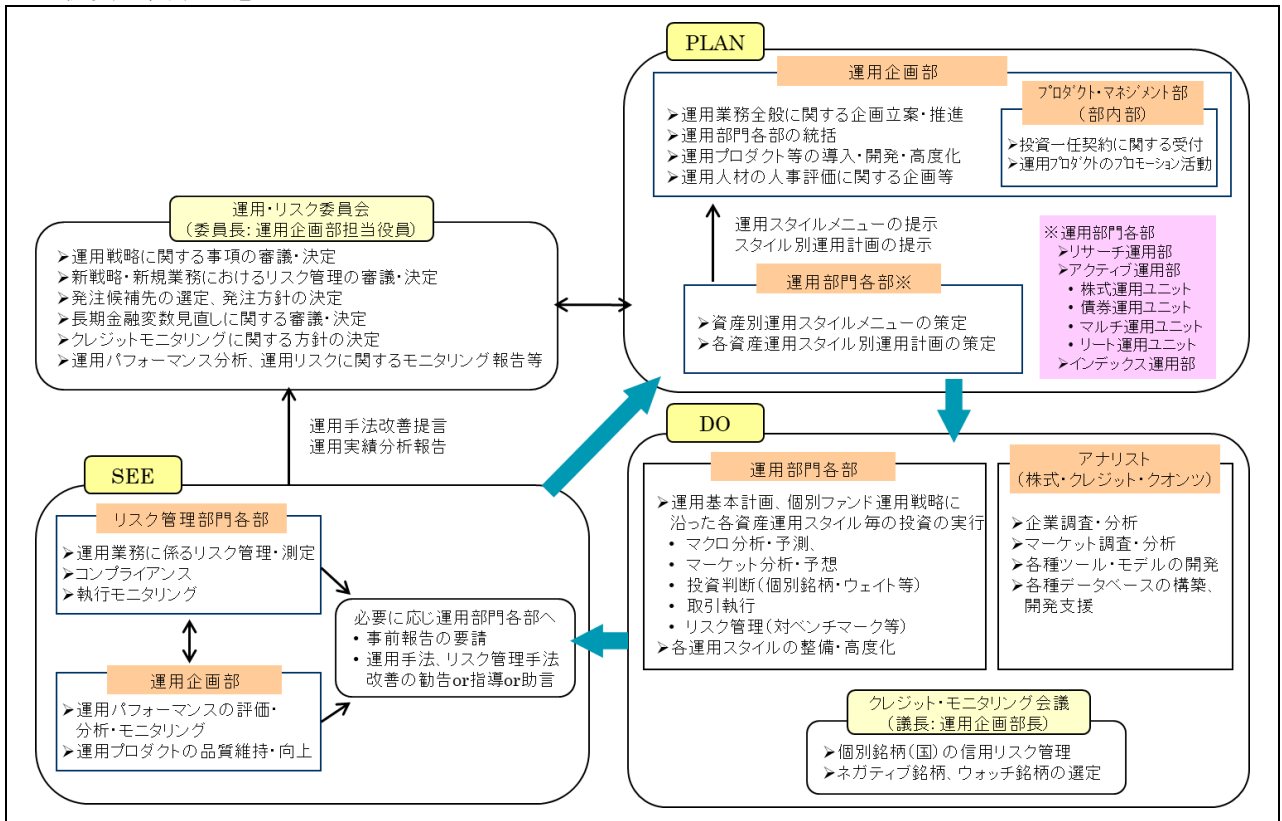 PLAN
運用企画部
➢運用業務全般に関する企画立案・推進
➢運用部門各部の統括
➢運用プロダクト等の導入・開発・高度化
➢運用人材の人事評価に関する企画等
プロダクト・マネジメント部
(部内部)
➢投資一任契約に関する受付
➢運用プロダクトのプロモーション活動
運用スタイルメニューの提示
スタイル別運用計画の提示
運用部門各部※
➢資産別運用スタイルメニューの策定
➢各資産運用スタイル別運用計画の策定
※運用部門各部
➢リサーチ運用部
➢アクティブ運用部
• 株式運用ユニット
• 債券運用ユニット
• マルチ運用ユニット
• リート運用ユニット
➢インデックス運用部
運用・リスク委員会
(委員長:運用企画部担当役員)
➢運用戦略に関する事項の審議・決定
➢新戦略・新規業務におけるリスク管理の審議・決定
➢発注候補先の選定、発注方針の決定
➢長期金融変数見直しに関する審議・決定
➢クレジットモニタリングに関する方針の決定
➢運用パフォーマンス分析、運用リスクに関するモニタリング報告等
運用手法改善提言
運用実績分析報告
DO
運用部門各部
➢運用基本計画、個別ファンド運用戦略に
沿った各資産運用スタイル毎の投資の実行
• マクロ分析・予測、
• マーケット分析・予想
• 投資判断(個別銘柄・ウェイト等)
• 取引執行
• リスク管理(対ベンチマーク等)
➢各運用スタイルの整備・高度化
アナリスト
(株式・クレジット・クオンツ)
➢企業調査・分析
➢マーケット調査・分析
➢各種ツール・モデルの開発
➢各種データベースの構築、
開発支援
クレジット・モニタリング会議
(議長:運用企画部長)
➢個別銘柄(国)の信用リスク管理
➢ネガティブ銘柄、ウォッチ銘柄の選定
SEE
リスク管理部門各部
➢運用業務に係るリスク管理・測定
➢コンプライアンス
➢執行モニタリング
運用企画部
➢運用パフォーマンスの評価・
分析・モニタリング
➢運用プロダクトの品質維持・向上
必要に応じ運用部門各部へ
• 事前報告の要請
• 運用手法、リスク管理手法
改善の勧告or指導or助言